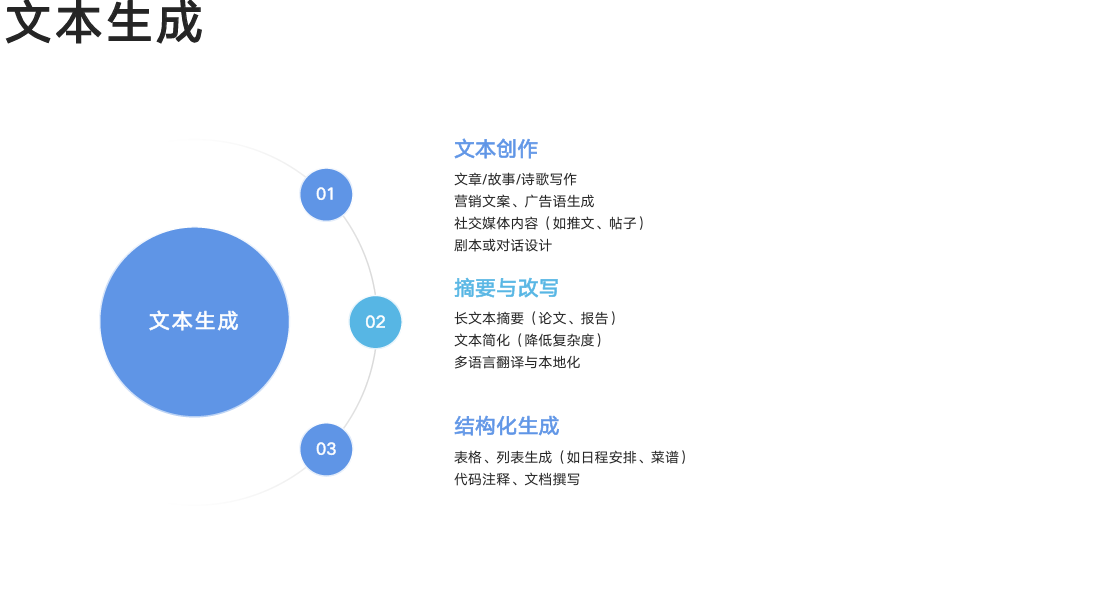 文本生成
文本生成
01
文本创作
文章/故事/诗歌写作
营销文案、广告语生成
社交媒体内容（如推文、帖子）
剧本或对话设计
02
摘要与改写
长文本摘要（论文、报告）
文本简化（降低复杂度）
多语言翻译与本地化
03
结构化生成
表格、列表生成（如日程安排、菜谱）
代码注释、文档撰写